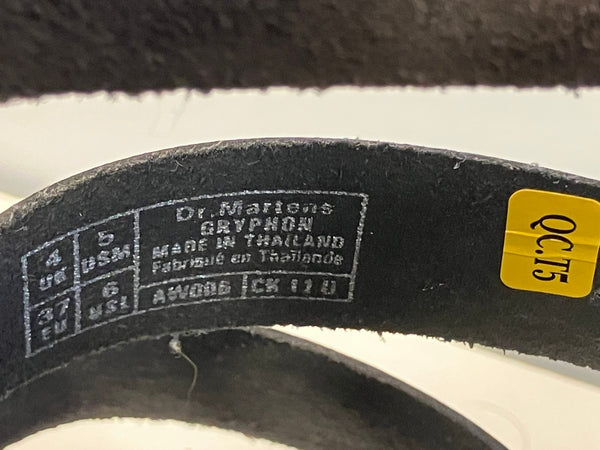 4 UK
5 USM
37 EU
6 USL
Dr. Martens
GRYPHON
MADE IN THAILAND
Fabriqué en Thaïlande
AW006
CK 11 U
QC.T5